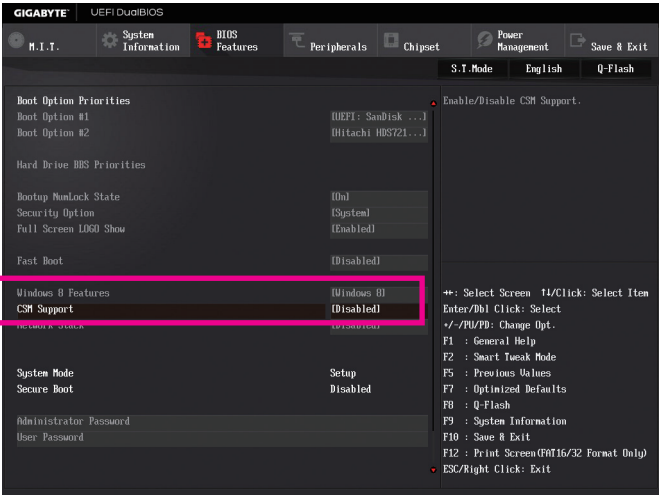 GIGABYTE™ UEFI DualBIOS
M.I.T.
System Information
BIOS Features
Peripherals
Chipset
Power Management
Save & Exit
S.T.Mode English Q-Flash
Boot Option Priorities
Boot Option #1 [UEFI: SanDisk ...]
Boot Option #2 [Hitachi HDS721...]
Hard Drive BBS Priorities
Bootup NumLock State [On]
Security Option [System]
Full Screen LOGO Show [Enabled]
Fast Boot [Disabled]
Windows 8 Features [Windows 8]
CSM Support [Disabled]
Network Stack [Disabled]
System Mode Setup
Secure Boot Disabled
Administrator Password
User Password
Enable/Disable CSM Support.
→←: Select Screen ↑↓/Click: Select Item
Enter/Dbl Click: Select
+/-/PU/PD: Change Opt.
F1 : General Help
F2 : Smart Tweak Mode
F5 : Previous Values
F7 : Optimized Defaults
F8 : Q-Flash
F9 : System Information
F10 : Save & Exit
F12 : Print Screen(FAT16/32 Format Only)
ESC/Right Click: Exit